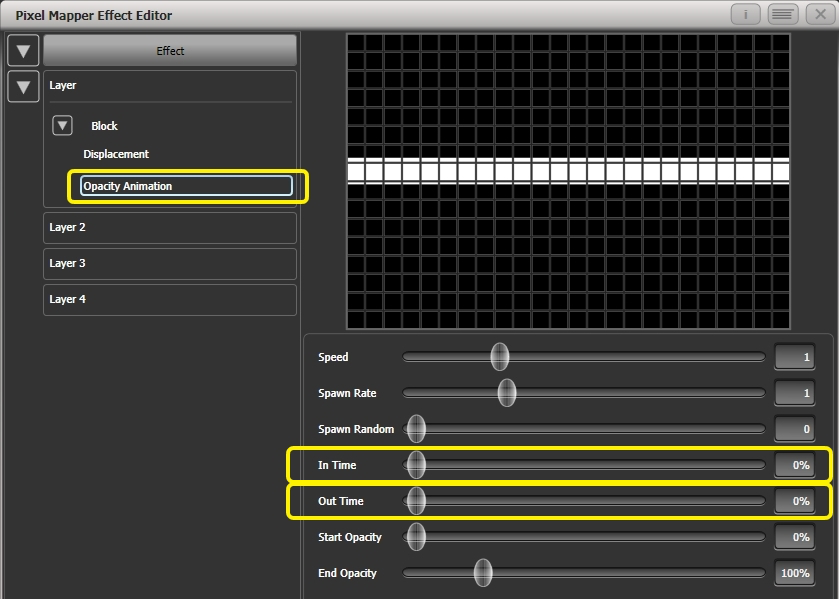 Pixel Mapper Effect Editor
i
Effect
Layer
Block
Displacement
Opacity Animation
Layer 2
Layer 3
Layer 4
Speed 1
Spawn Rate 1
Spawn Random 0
In Time 0%
Out Time 0%
Start Opacity 0%
End Opacity 100%